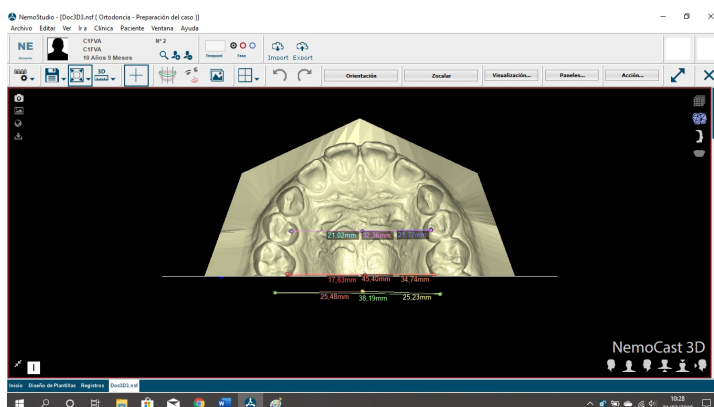 NemoStudio - [Doc3D3.nsf ( Ortodoncia - Preparación del caso )]
Archivo Editar Ver Ir a Clínica Paciente Ventana Ayuda
NE
C1FVA
C1FVA
10 Años 9 Meses
Nº 2
Timepoint
Fase
Import Export
3D
Orientación
Zocalar
Visualización...
Paneles...
Acción...
21,02mm 32,36mm 21,77mm
17,83mm 45,40mm 34,74mm
25,48mm 38,19mm 25,23mm
NemoCast 3D
I
Inicio Diseño de Plantillas Registros Doc3D3.nsf
10:28